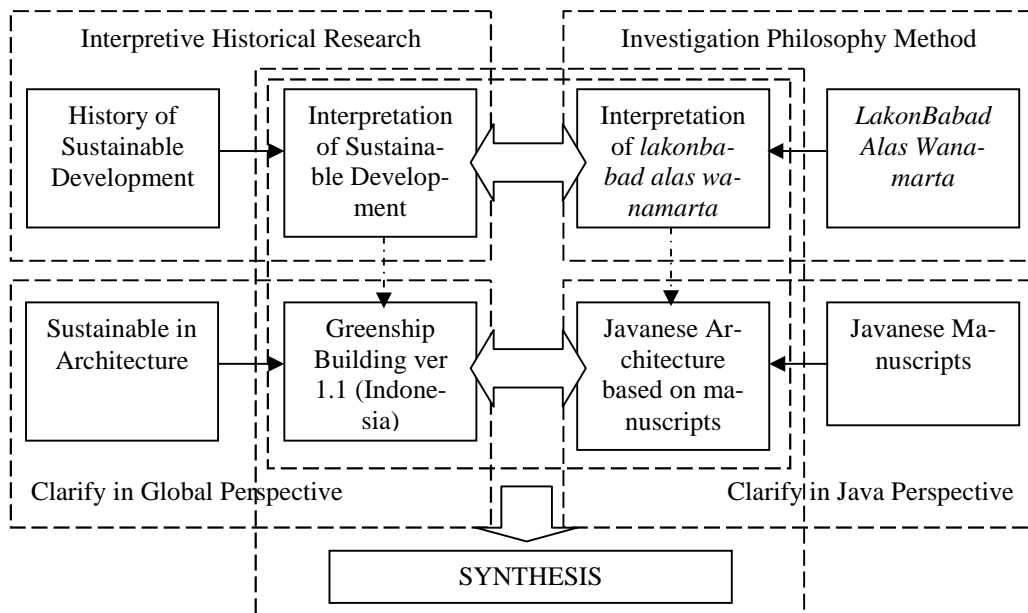 Interpretive Historical Research
Investigation Philosophy Method
History of
Sustainable
Development
Interpretation
of Sustaina-
ble Develop-
ment
Interpretation
of lakonba-
bad alas wa-
namarta
LakonBabad
Alas Wana-
marta
Sustainable in
Architecture
Greenship
Building ver
1.1 (Indone-
sia)
Javanese Ar-
chitecture
based on ma-
nuscripts
Javanese Ma-
nuscripts
Clarify in Global Perspective
Clarify in Java Perspective
SYNTHESIS